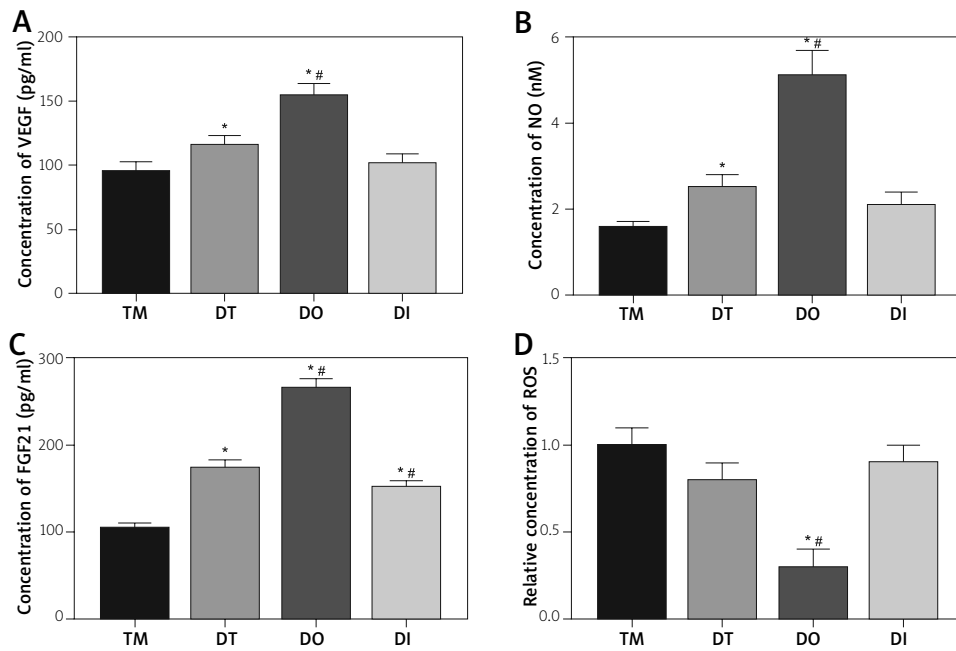 A
Concentration of VEGF (pg/ml)
200
150
100
50
0
*
* #
TM DT DO DI
B
Concentration of NO (nM)
6
4
2
0
*
* #
TM DT DO DI
C
Concentration of FGF21 (pg/ml)
300
200
100
0
*
* #
* #
TM DT DO DI
D
Relative concentration of ROS
1.5
1.0
0.5
0.0
* #
TM DT DO DI